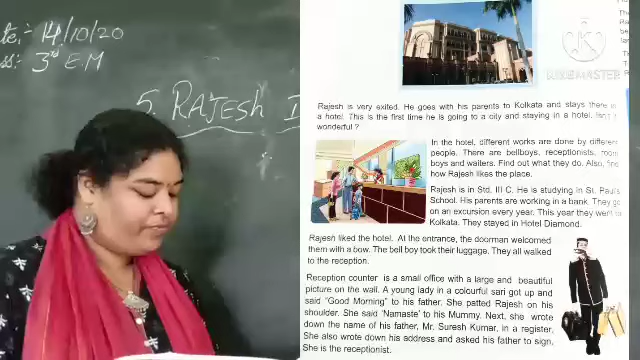 14/10/20
3rd E.M
5. RAJESH I
KINEMASTER
Rajesh is very exited. He goes with his parents to Kolkata and stays there in
a hotel. This is the first time he is going to a city and staying in a hotel. Isn't it
wonderful ?
In the hotel, different works are done by different
people. There are bellboys, receptionists, room
boys and waiters. Find out what they do. Also, find
how Rajesh likes the place.
Rajesh is in Std. III C. He is studying in St. Paul's
School. His parents are working in a bank. They go
on an excursion every year. This year they went to
Kolkata. They stayed in Hotel Diamond.
Rajesh liked the hotel. At the entrance, the doorman welcomed
them with a bow. The bell boy took their luggage. They all walked
to the reception.
Reception counter is a small office with a large and beautiful
picture on the wall. A young lady in a colourful sari got up and
said "Good Morning" to his father. She patted Rajesh on his
shoulder. She said 'Namaste' to his Mummy. Next, she wrote
down the name of his father, Mr. Suresh Kumar, in a register.
She also wrote down his address and asked his father to sign.
She is the receptionist.